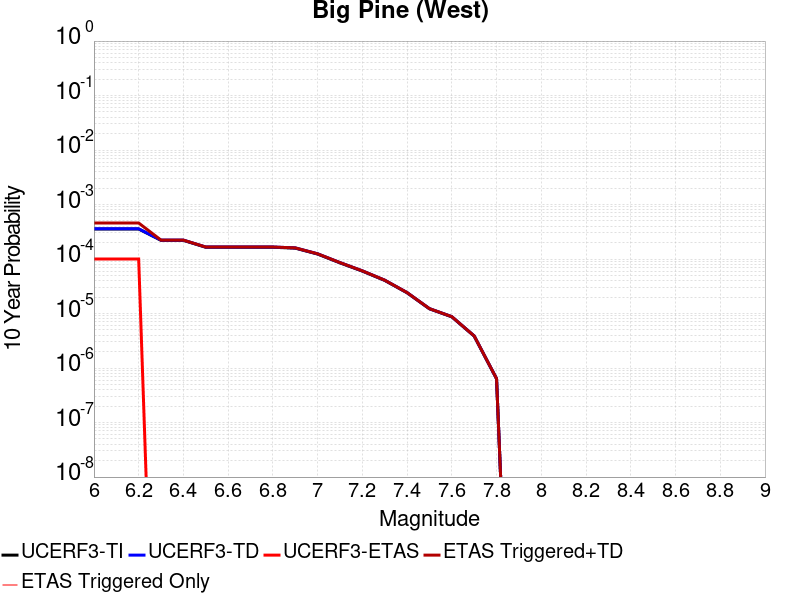 Big Pine (West)
10^0
10^-1
10^-2
10^-3
10^-4
10^-5
10^-6
10^-7
10^-8
10 Year Probability
6 6.2 6.4 6.6 6.8 7 7.2 7.4 7.6 7.8 8 8.2 8.4 8.6 8.8 9
Magnitude
UCERF3-TI UCERF3-TD UCERF3-ETAS ETAS Triggered+TD
ETAS Triggered Only